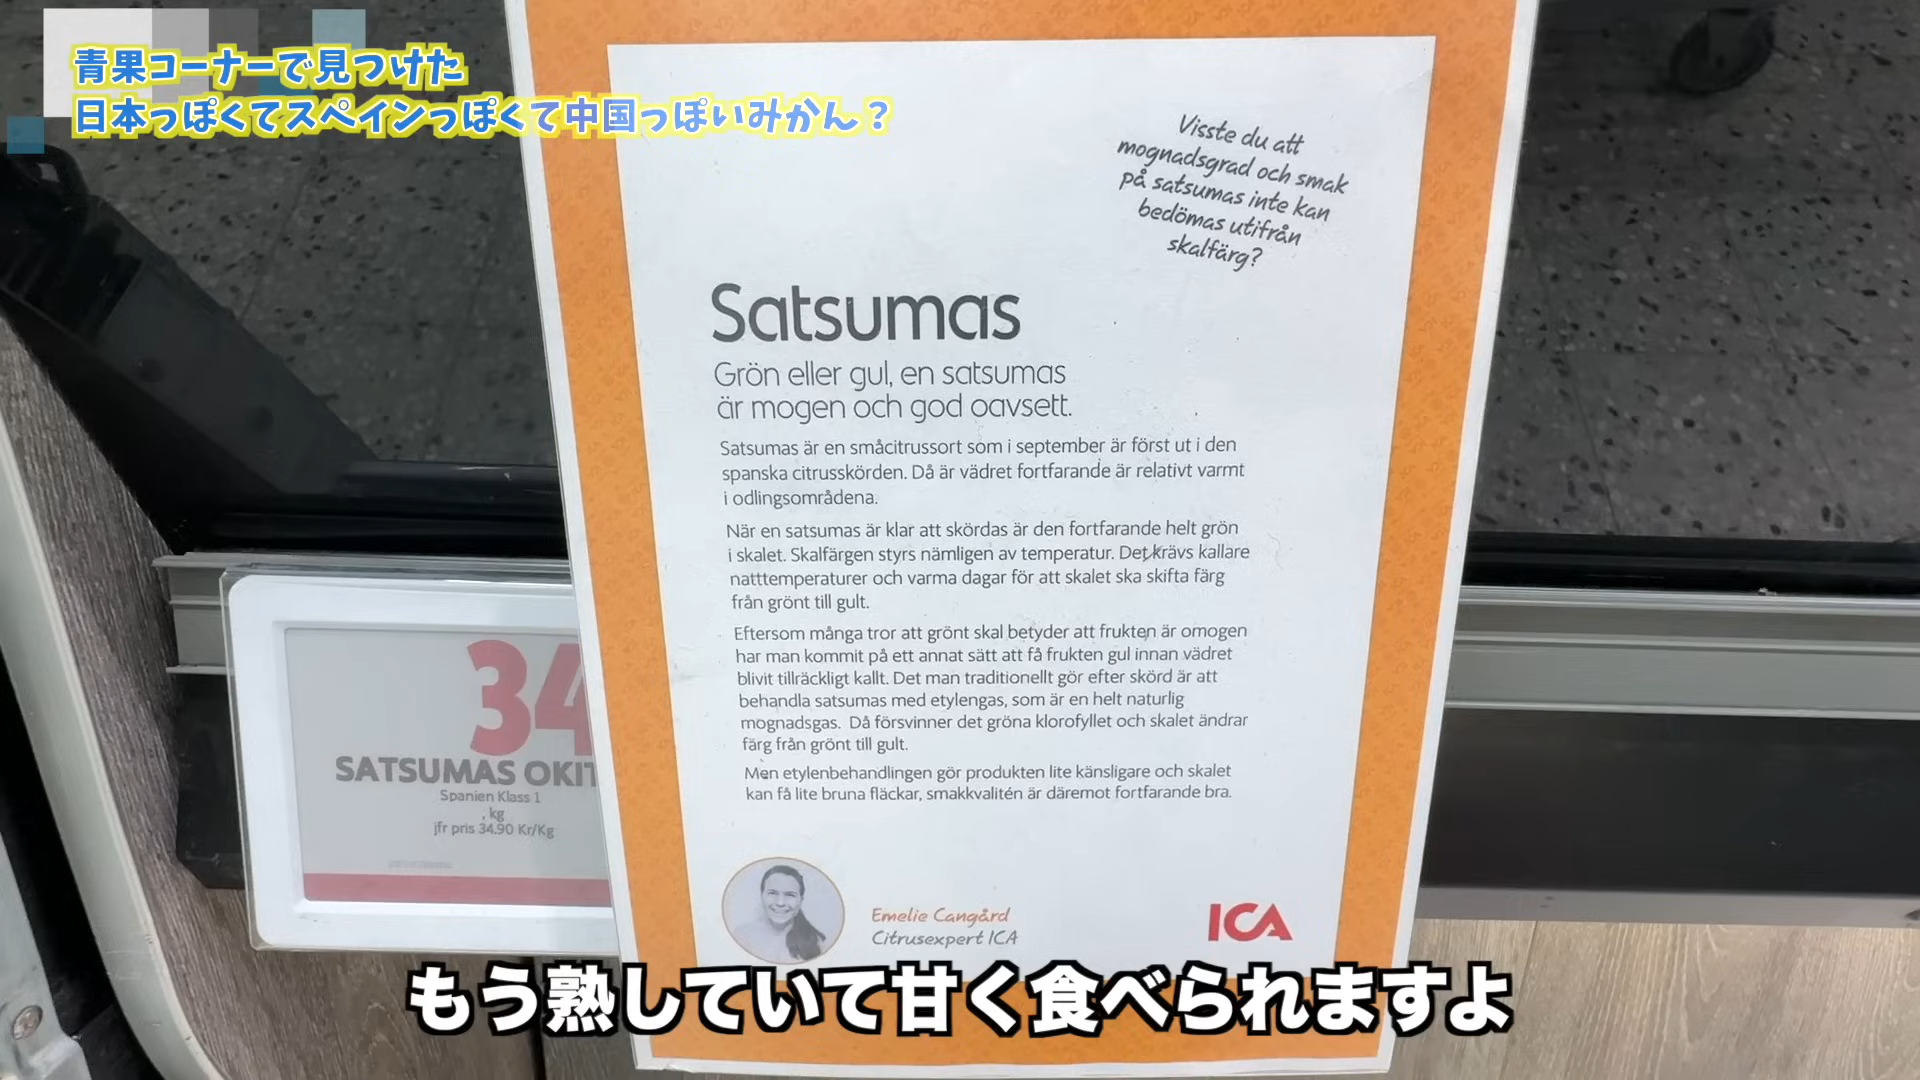 青果コーナーで見つけた
日本っぽくてスペインっぽくて中国っぽいみかん？
Visste du att
mognadsgrad och smak
på satsumas inte kan
bedömas utifrån
skalfärg?
Satsumas
Grön eller gul, en satsumas
är mogen och god oavsett.
Satsumas är en småcitrussort som i september är först ut i den
spanska citrusskörden. Då är vädret fortfarande är relativt varmt
i odlingsområdena.
När en satsumas är klar att skördas är den fortfarande helt grön
i skalet. Skalfärgen styrs nämligen av temperatur. Det krävs kallare
natttemperaturer och varma dagar för att skalet ska skifta färg
från grönt till gult.
Eftersom många tror att grönt skal betyder att frukten är omogen
har man kommit på ett annat sätt att få frukten gul innan vädret
blivit tillräckligt kallt. Det man traditionellt gör efter skörd är att
behandla satsumas med etylengas, som är en helt naturlig
mognadsgas. Då försvinner det gröna klorofyllet och skalet ändrar
färg från grönt till gult.
Men etylenbehandlingen gör produkten lite känsligare och skalet
kan få lite bruna fläckar, smakkvalitén är däremot fortfarande bra.
Emelie Cangård
Citrusexpert ICA
ICA
34
SATSUMAS OKIT
Spanien Klass 1
, kg
jfr pris 34.90 Kr/Kg
もう熟していて甘く食べられますよ